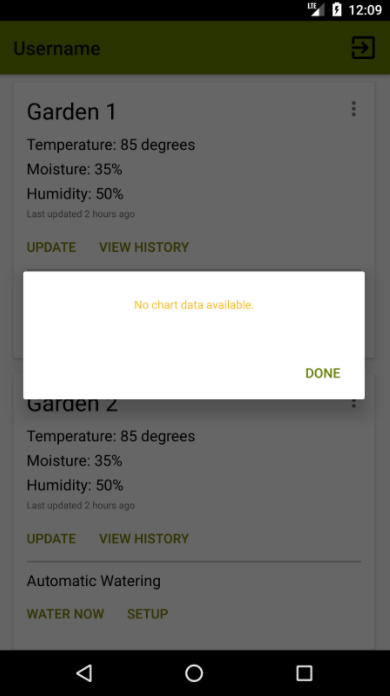 LTE 12:09
Username
Garden 1
Temperature: 85 degrees
Moisture: 35%
Humidity: 50%
Last updated 2 hours ago
UPDATE VIEW HISTORY
No chart data available.
DONE
Garden 2
Temperature: 85 degrees
Moisture: 35%
Humidity: 50%
Last updated 2 hours ago
UPDATE VIEW HISTORY
Automatic Watering
WATER NOW SETUP